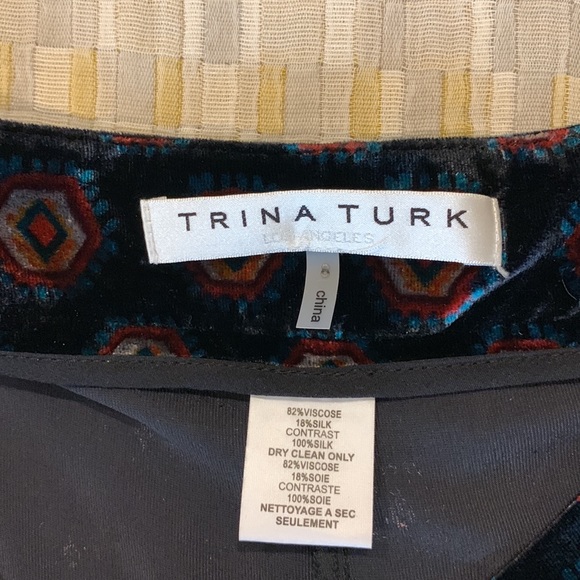 TRINA TURK
LOS ANGELES
china
82%VISCOSE
18%SILK
CONTRAST
100%SILK
DRY CLEAN ONLY
82%VISCOSE
18%SOIE
CONTRASTE
100%SOIE
NETTOYAGE A SEC
SEULEMENT